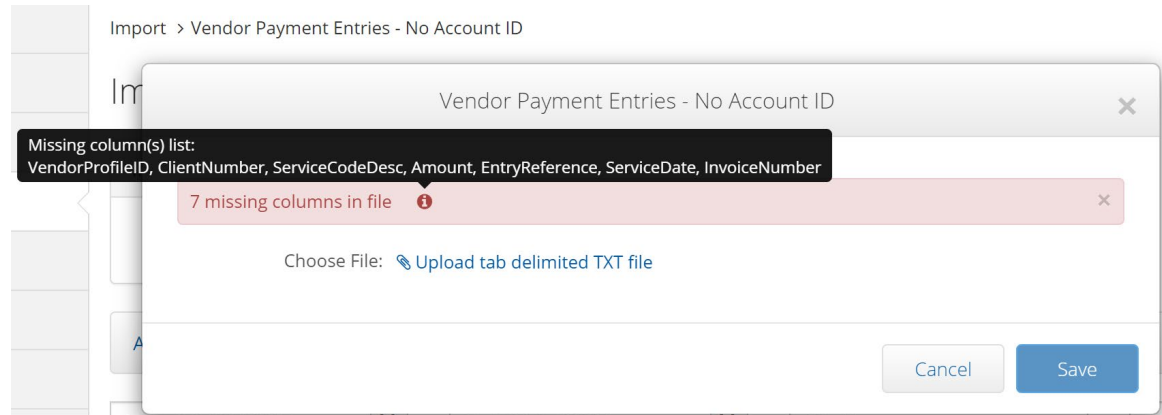 Import > Vendor Payment Entries - No Account ID
Im
Vendor Payment Entries - No Account ID
Missing column(s) list:
VendorProfileID, ClientNumber, ServiceCodeDesc, Amount, EntryReference, ServiceDate, InvoiceNumber
7 missing columns in file
Choose File: Upload tab delimited TXT file
A
Cancel Save